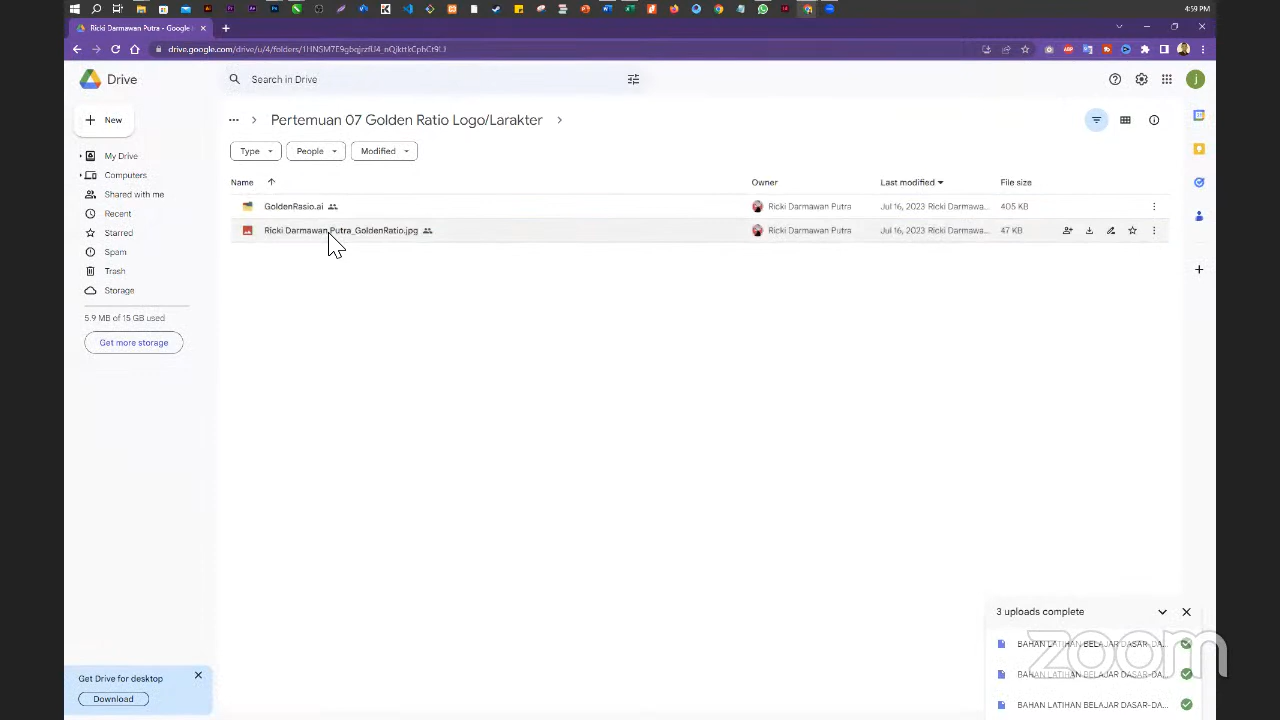 4:59 PM
Ricki Darmawan Putra - Google
drive.google.com/drive/u/4/folders/
Drive
Search in Drive
j
New
Pertemuan 07 Golden Ratio Logo/Larakter
Type People Modified
My Drive
Computers
Shared with me
Recent
Starred
Spam
Trash
Storage
5.9 MB of 15 GB used
Get more storage
Name Owner Last modified File size
GoldenRasio.ai Ricki Darmawan Putra Jul 16, 2023 Ricki Darmawa... 405 KB
Ricki Darmawan Putra_GoldenRatio.jpg Ricki Darmawan Putra Jul 16, 2023 Ricki Darmawa... 47 KB
3 uploads complete
BAHAN LATIHAN BELAJAR DASAR-DA...
BAHAN LATIHAN BELAJAR DASAR-DA...
BAHAN LATIHAN BELAJAR DASAR-DA...
zoom
Get Drive for desktop
Download